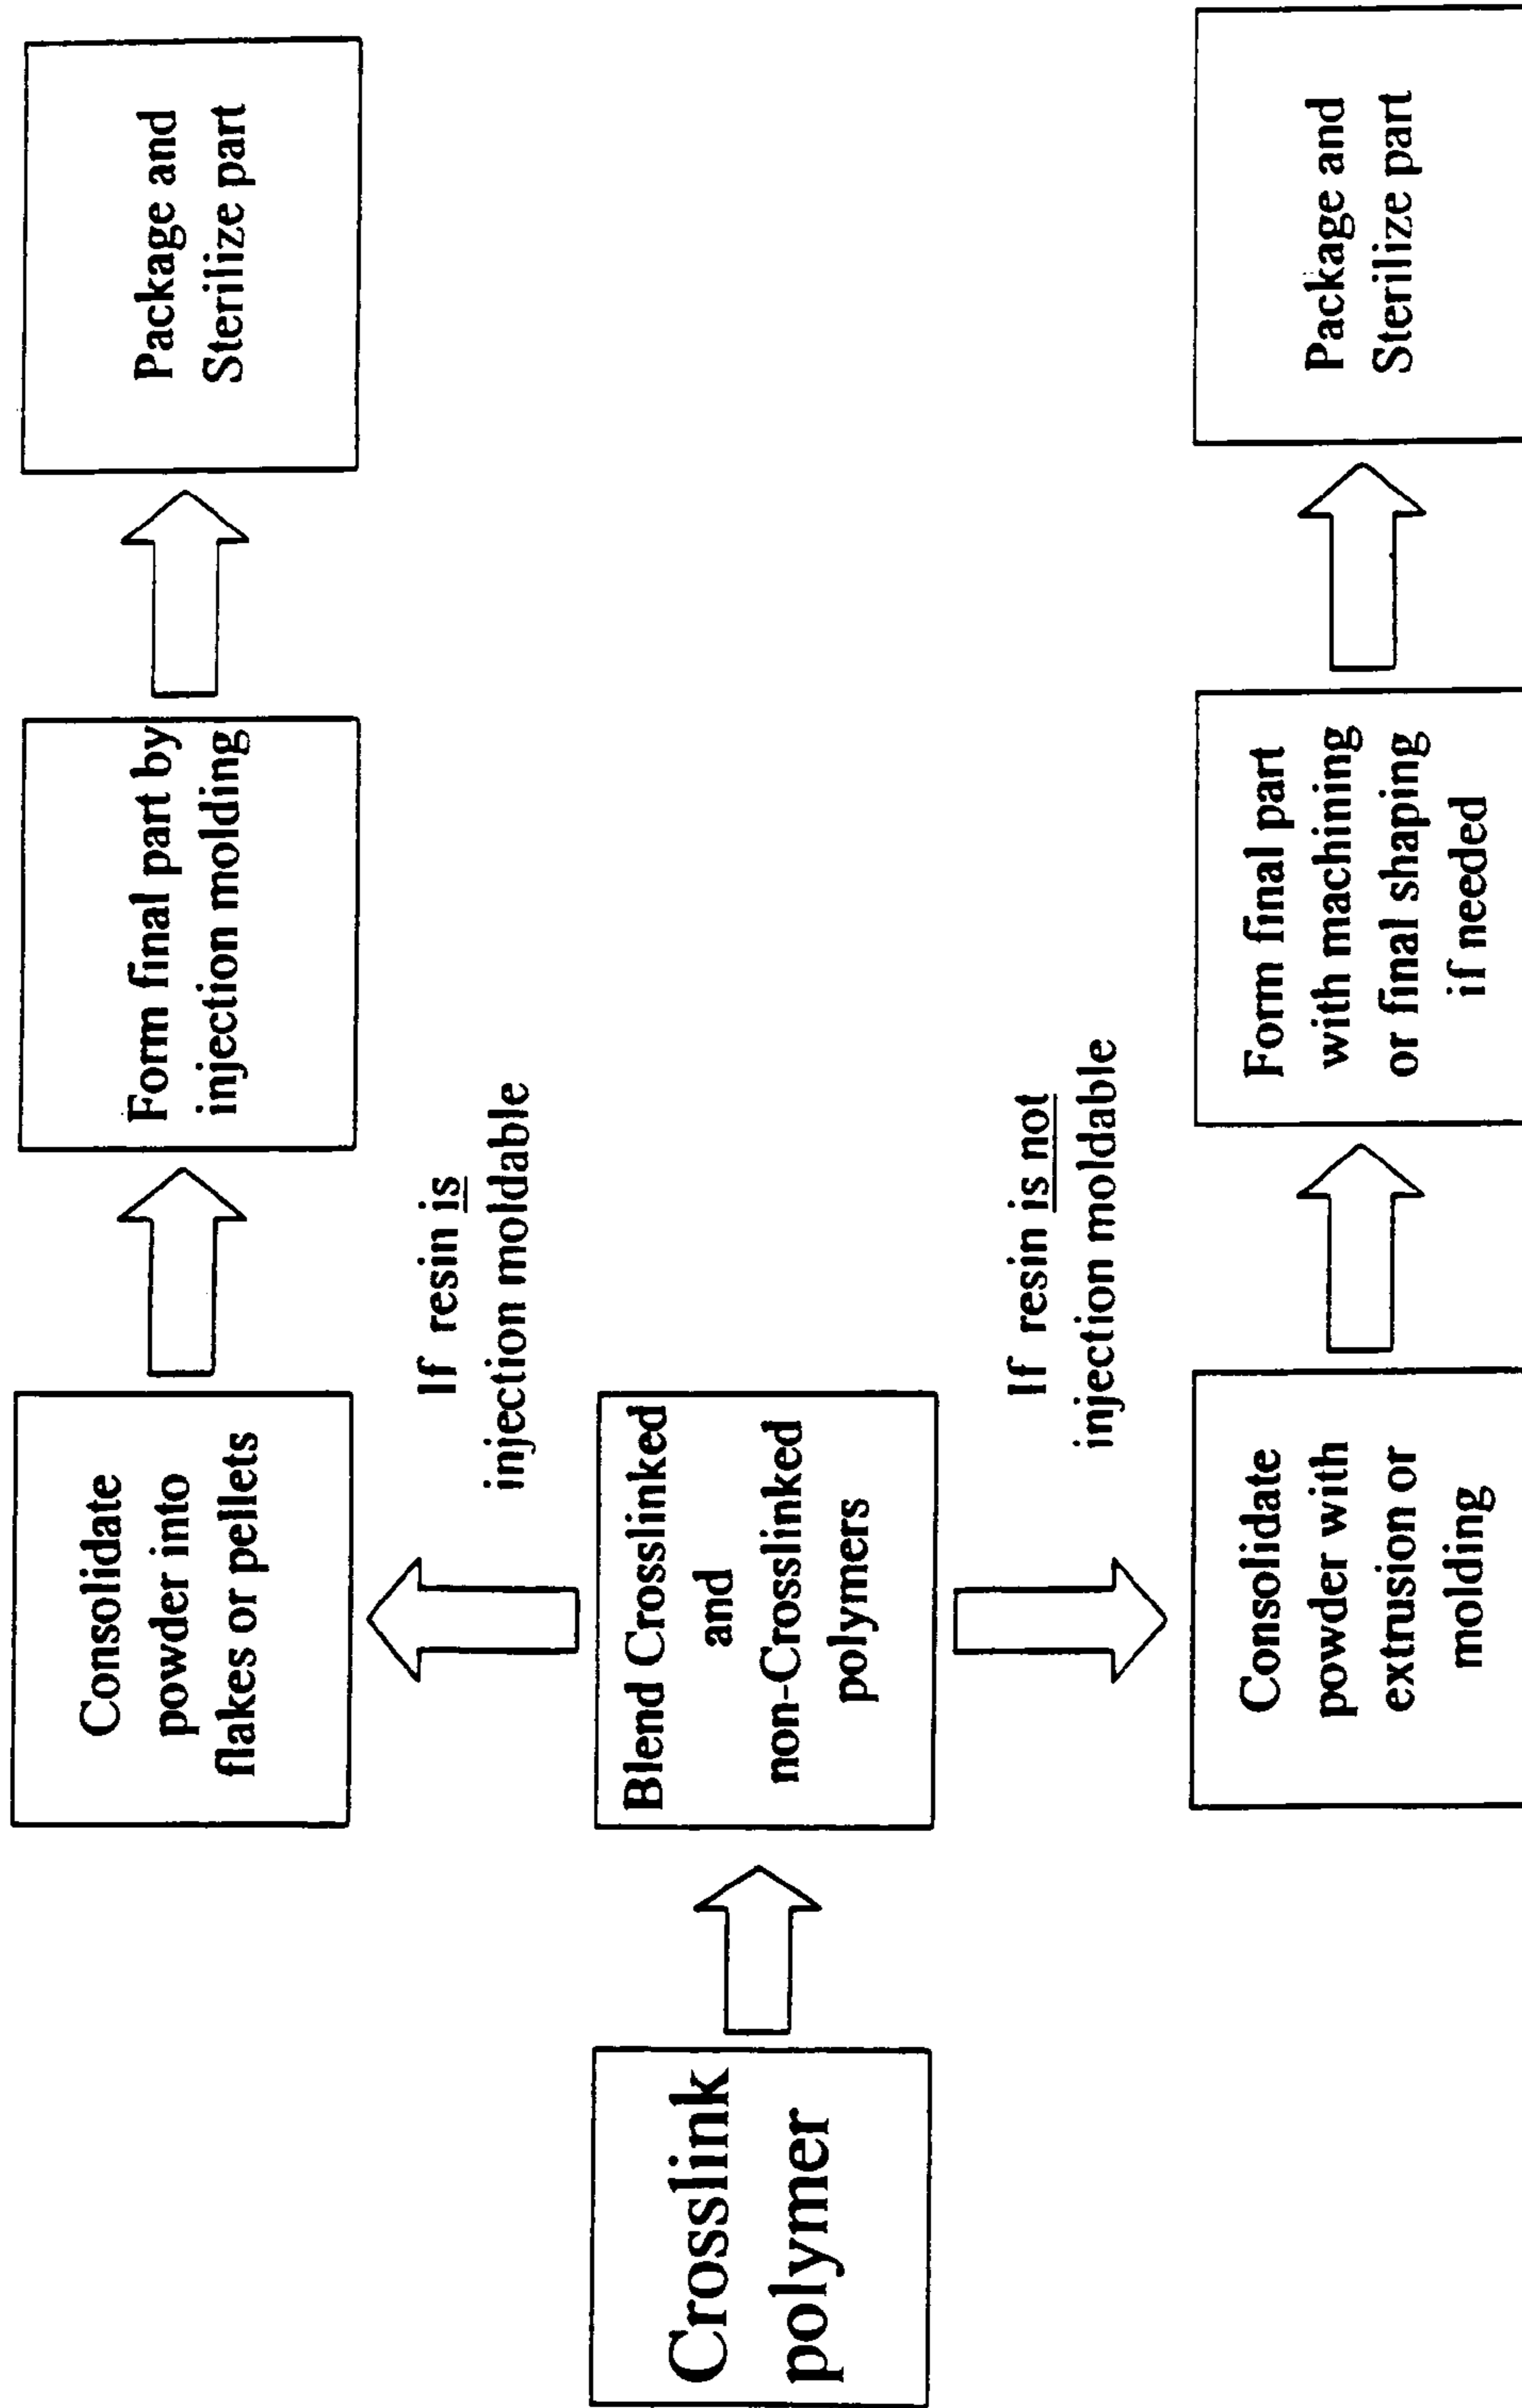 Crosslink
polymer
Blend Crosslinked
and
non-Crosslinked
polymers
If resin is
injection moldable
Consolidate
powder into
flakes or pellets
Form final part by
injection molding
Package and
Sterilize part
If resin is not
injection moldable
Consolidate
powder with
extrusion or
molding
Form final part
with machining
or final shaping
if needed
Package and
Sterilize part